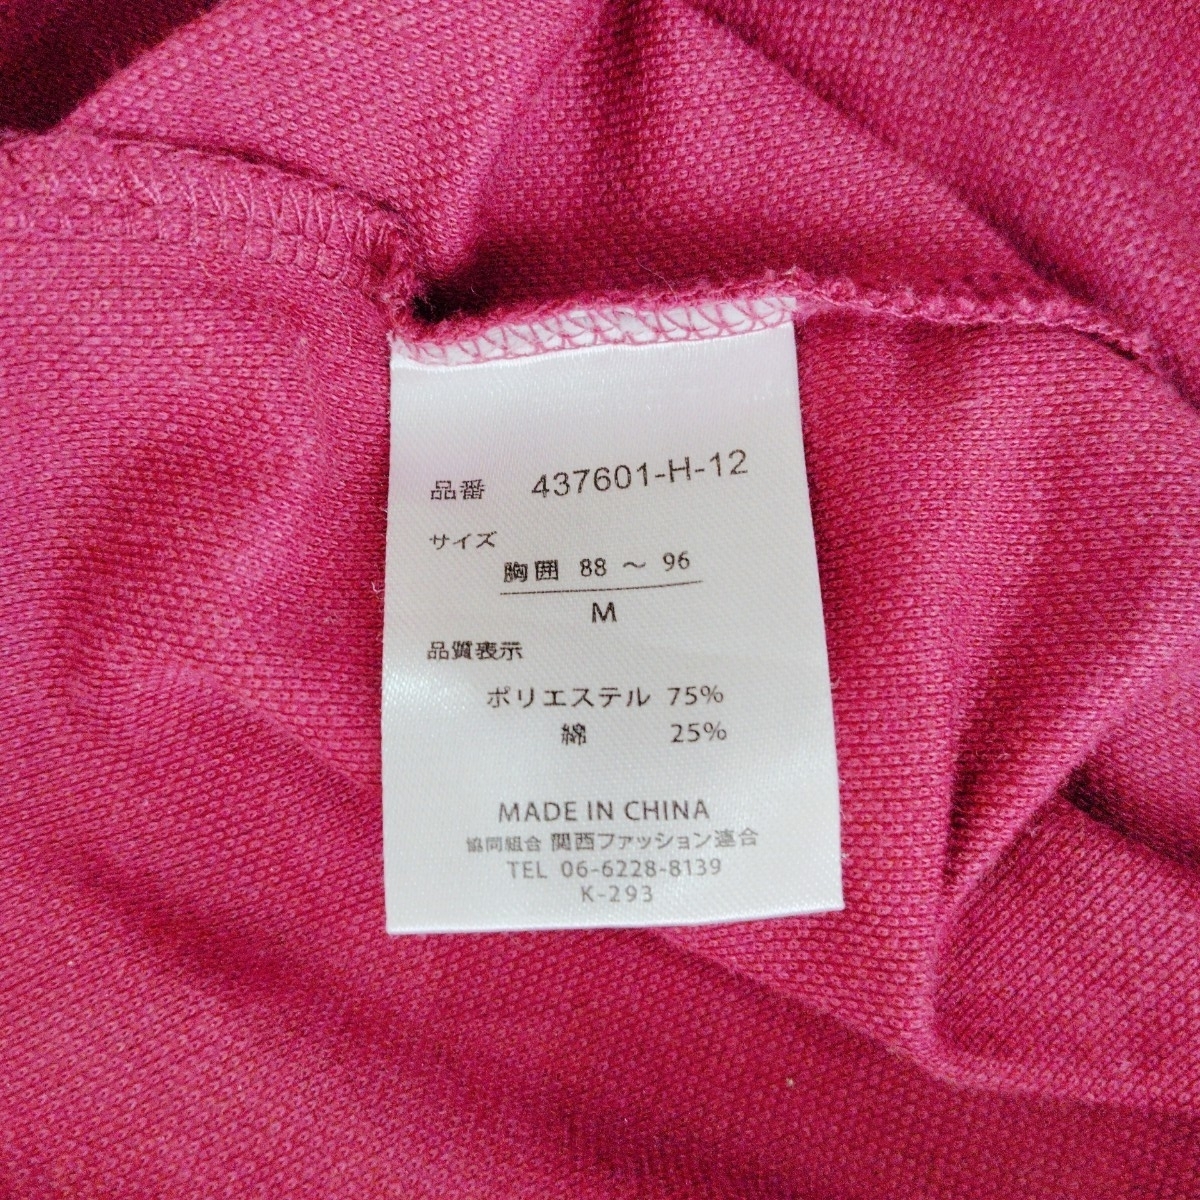 品番 437601-H-12
サイズ
胸囲 88 ～ 96
M
品質表示
ポリエステル 75%
綿 25%
MADE IN CHINA
協同組合 関西ファッション連合
TEL 06-6228-8139
K-293